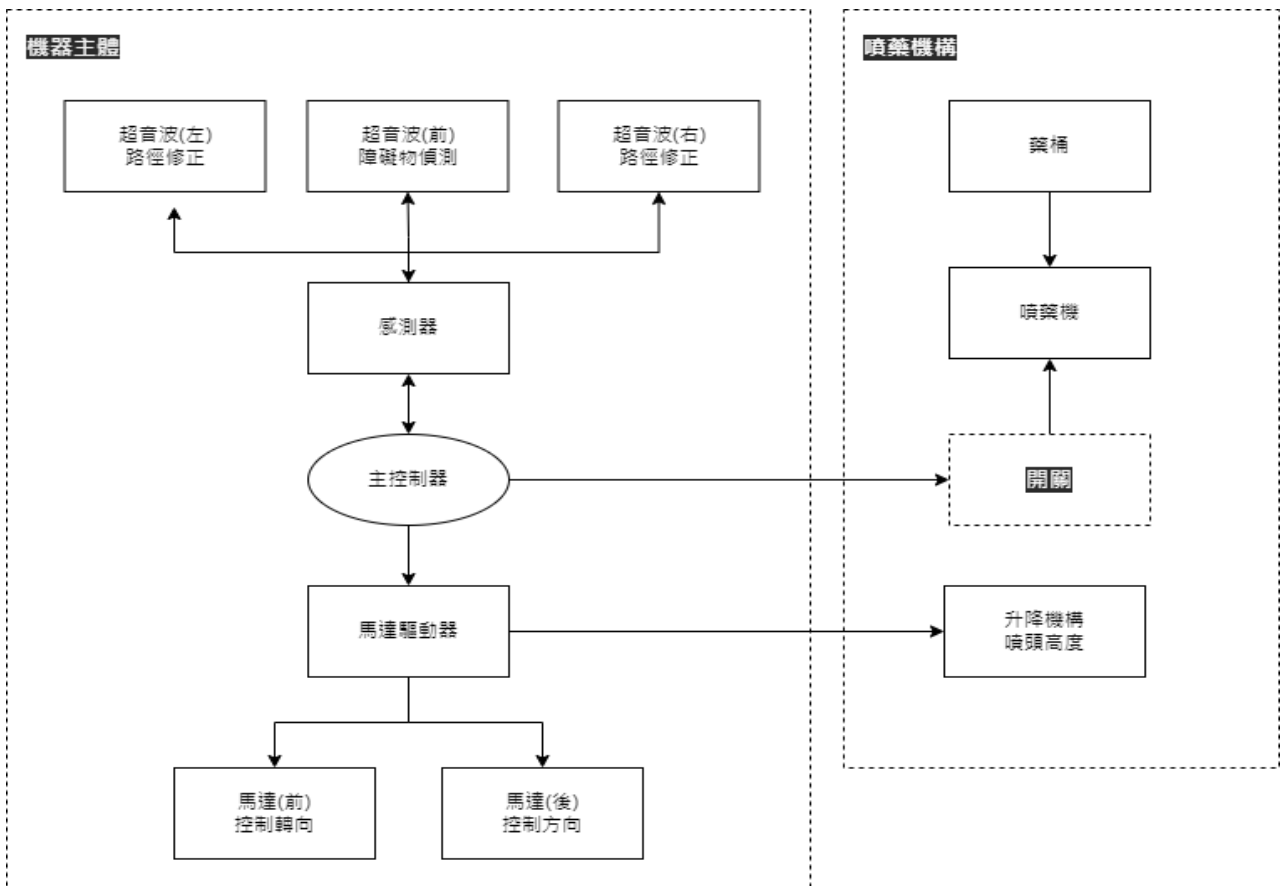 機器主體
噴藥機構
超音波(左)
路徑修正
超音波(前)
障礙物偵測
超音波(右)
路徑修正
藥桶
感測器
噴藥機
主控制器
開關
馬達驅動器
升降機構
噴頭高度
馬達(前)
控制轉向
馬達(後)
控制方向